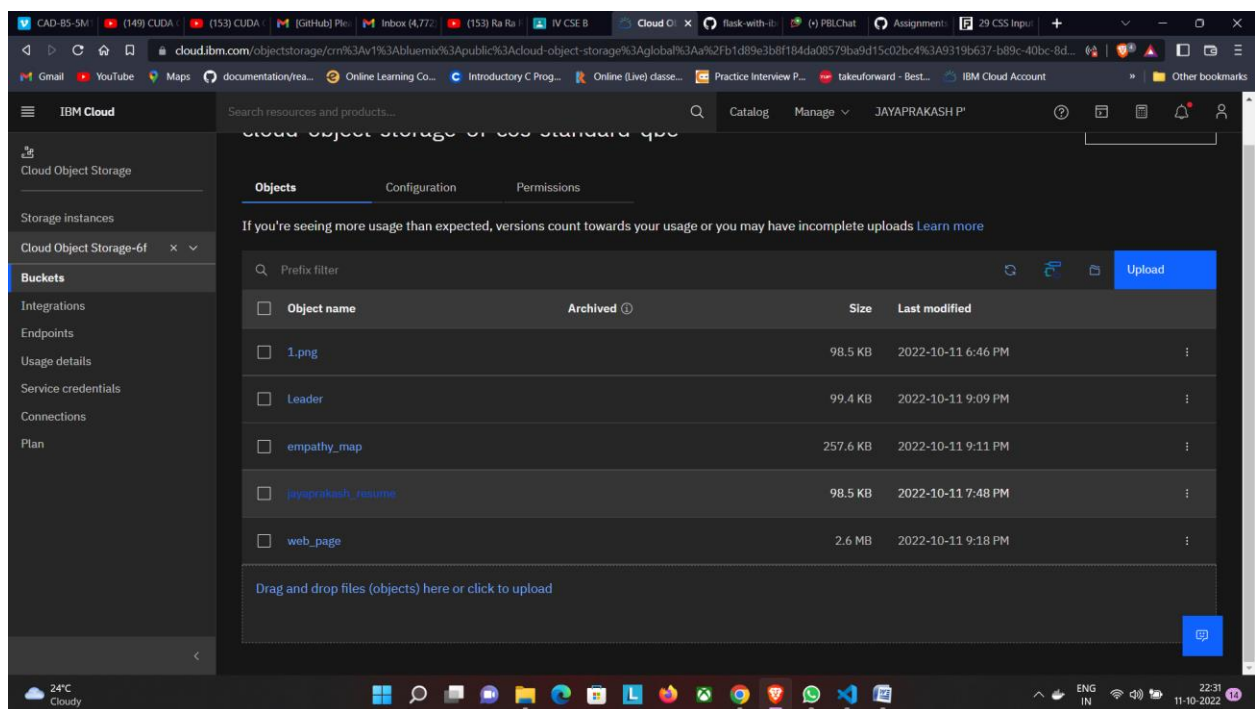 CAD-B5-5M (149) CUDA (153) CUDA [GitHub] Ple Inbox (4,772 (153) Ra Ra IV CSE B Cloud Ob flask-with-ib (•) PBLChat Assignment 29 CSS Input
cloud.ibm.com/objectstorage/crn%3Av1%3Abluemix%3Apublic%3Acloud-object-storage%3Aglobal%3Aa%2Fb1d89e3b8f184da08579ba9d15c02bc4%3A9319b637-b89c-40bc-8d...
Gmail YouTube Maps documentation/rea... Online Learning Co... Introductory C Prog... Online (Live) classe... Practice Interview P... takeuforward - Best... IBM Cloud Account » Other bookmarks
IBM Cloud Search resources and products... Catalog Manage JAYAPRAKASH P'
cloud-object-storage-of-cos-standard-qbe
Cloud Object Storage
Objects Configuration Permissions
Storage instances
If you're seeing more usage than expected, versions count towards your usage or you may have incomplete uploads Learn more
Cloud Object Storage-6f
Buckets
Prefix filter Upload
Integrations
Object name Archived Size Last modified
Endpoints
1.png 98.5 KB 2022-10-11 6:46 PM
Usage details
Service credentials
Leader 99.4 KB 2022-10-11 9:09 PM
Connections
Plan
empathy_map 257.6 KB 2022-10-11 9:11 PM
jayaprakash_resume 98.5 KB 2022-10-11 7:48 PM
web_page 2.6 MB 2022-10-11 9:18 PM
Drag and drop files (objects) here or click to upload
24°C
Cloudy
ENG
IN
22:31
11-10-2022
14